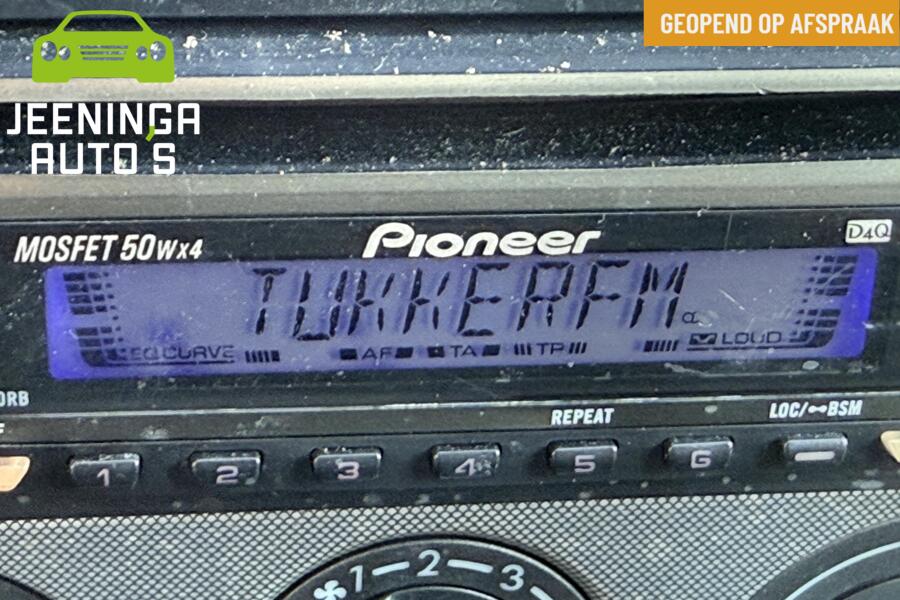 GEOPEND OP AFSPRAAK
JEENINGA
AUTO'S
MOSFET 50Wx4
Pioneer
D4Q
TUKKERFM
EQ CURVE AF TA TP LOUD
REPEAT
LOC/ BSM
1 2 3 4 5 6
1 2 3